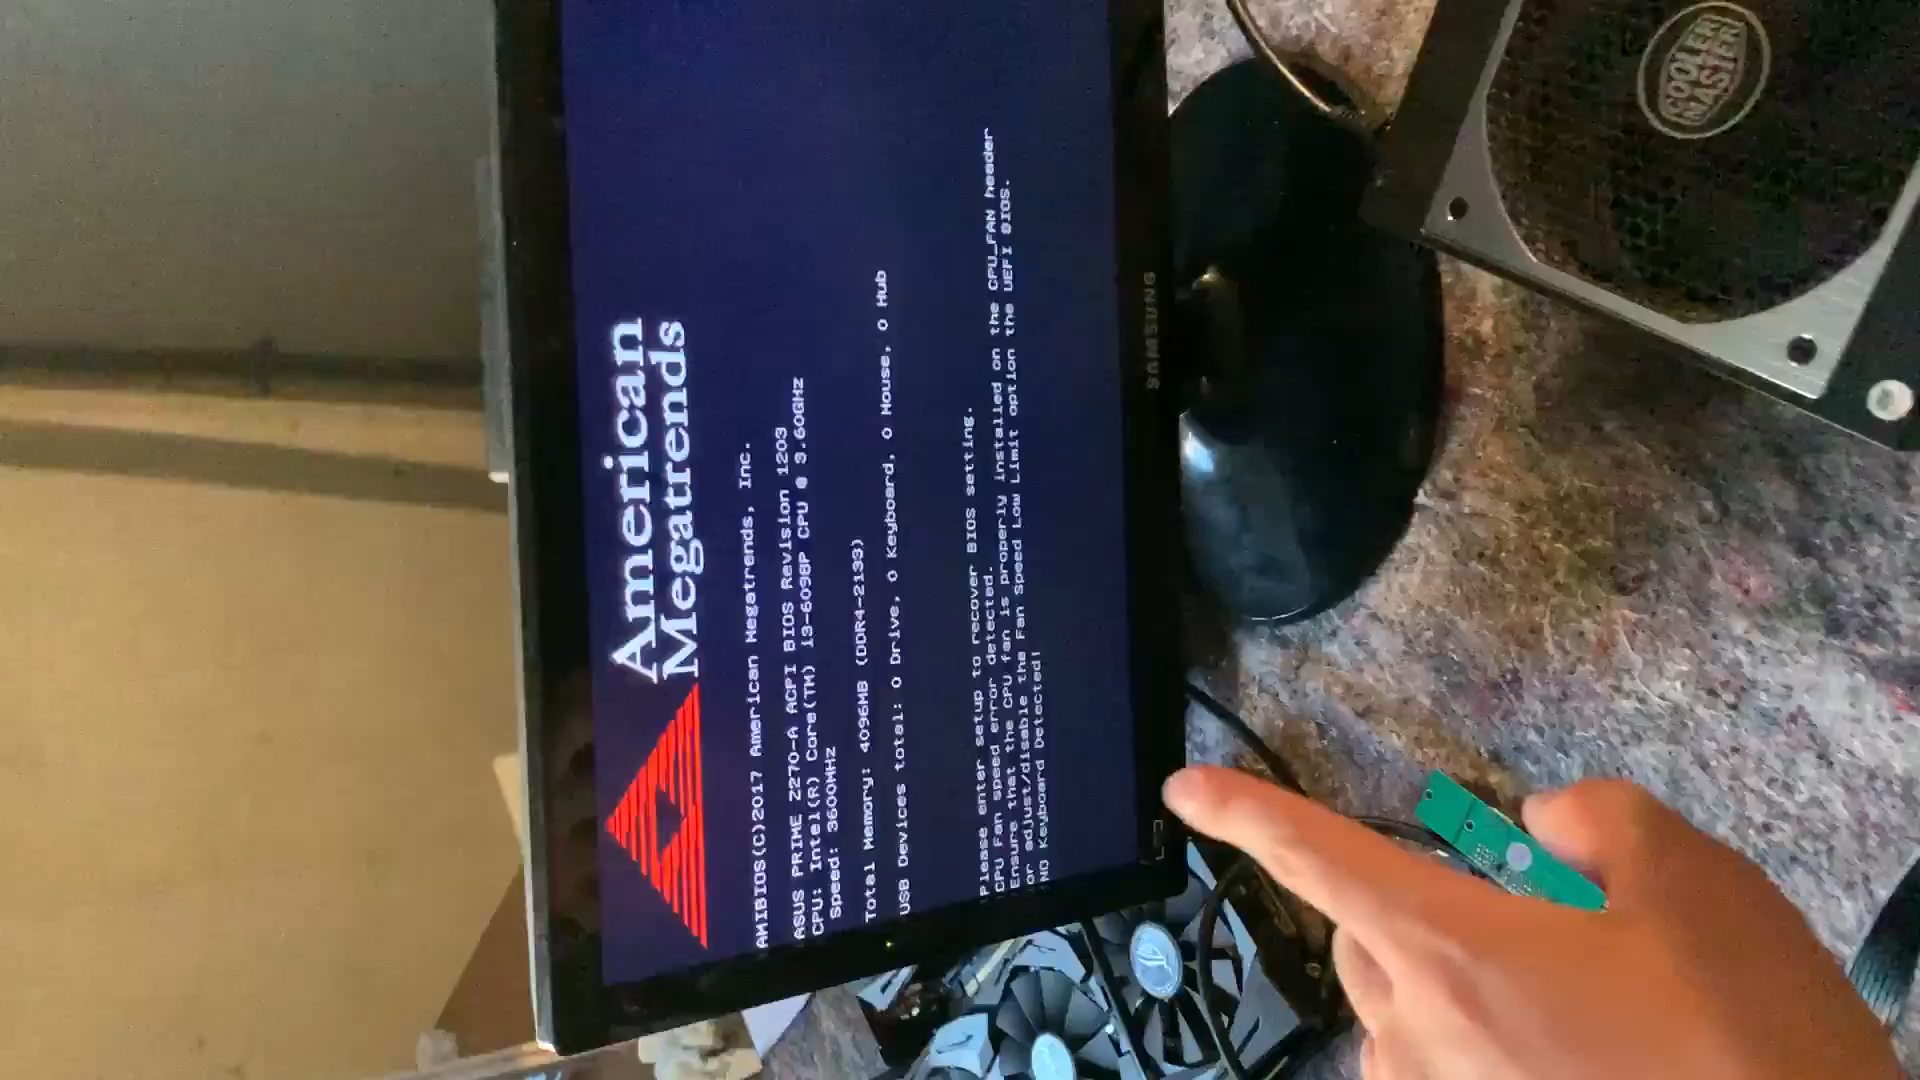 American
Megatrends
AMIBIOS(C)2017 American Megatrends, Inc.
ASUS PRIME Z270-A ACPI BIOS Revision 1203
CPU: Intel(R) Core(TM) i3-6098P CPU @ 3.60GHz
Speed: 3600MHz
Total Memory: 4096MB (DDR4-2133)
USB Devices total: 0 Drive, 0 Keyboard, 0 Mouse, 0 Hub
Please enter setup to recover BIOS setting.
CPU Fan speed error detected.
Ensure that the CPU fan is properly installed on the CPU_FAN header
or adjust/disable the Fan Speed Low Limit option the UEFI BIOS.
NO Keyboard Detected!
SAMSUNG
COOLER
MASTER